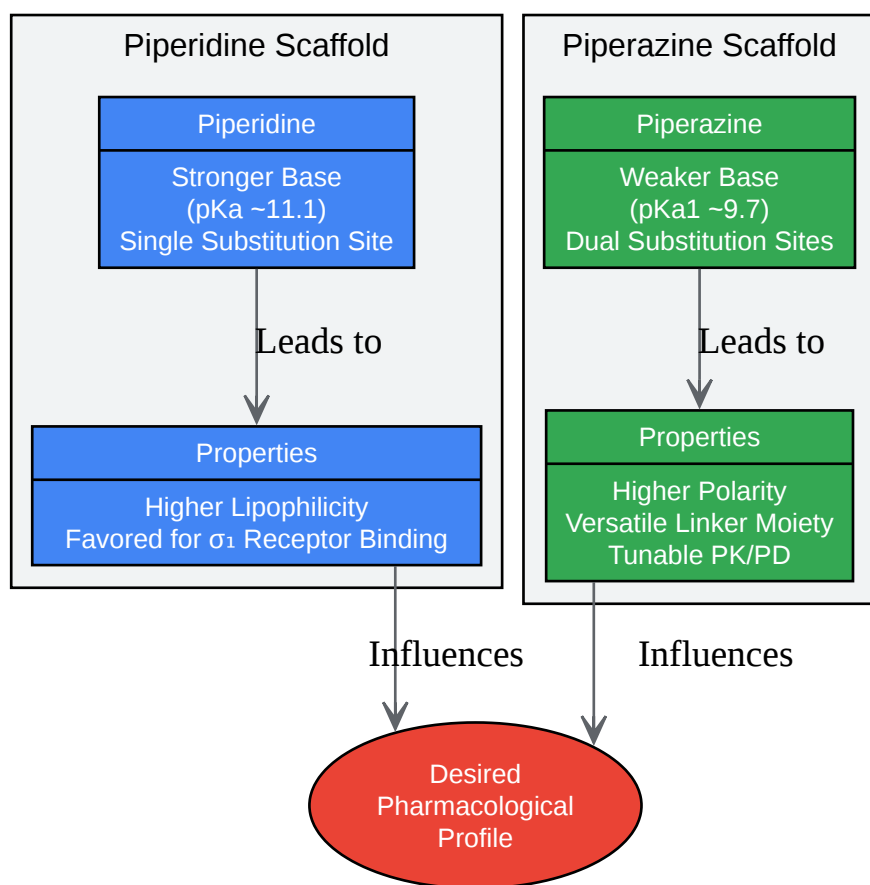 Piperidine Scaffold
Piperidine
Stronger Base
(pKa ~11.1)
Single Substitution Site
Leads to
Properties
Higher Lipophilicity
Favored for σ₁ Receptor Binding
Influences
Piperazine Scaffold
Piperazine
Weaker Base
(pKa1 ~9.7)
Dual Substitution Sites
Leads to
Properties
Higher Polarity
Versatile Linker Moiety
Tunable PK/PD
Influences
Desired
Pharmacological
Profile